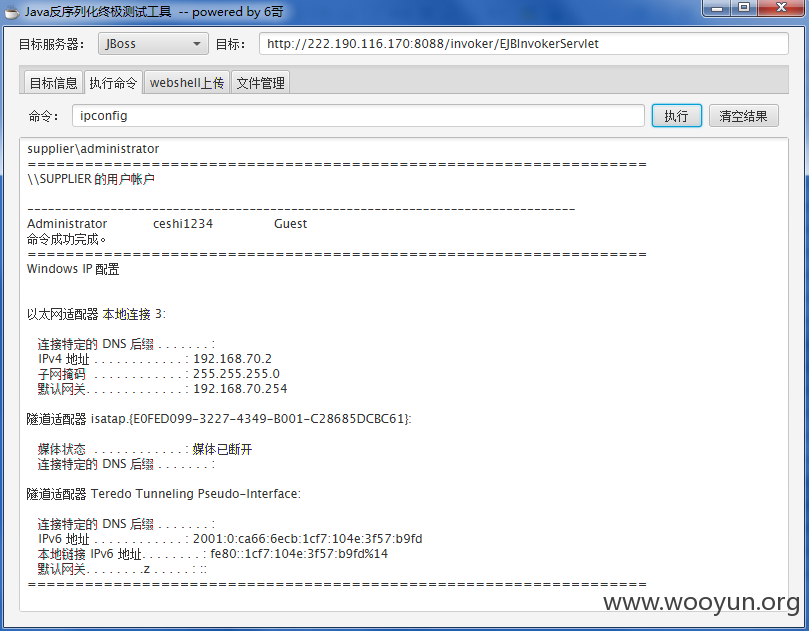 Java反序列化终极测试工具 -- powered by 6哥
目标服务器： JBoss 目标： http://222.190.116.170:8088/invoker/EJBInvokerServlet
目标信息 执行命令 webshell上传 文件管理
命令： ipconfig 执行 清空结果
supplier\administrator
================================================================================
\\SUPPLIER 的用户帐户
-------------------------------------------------------------------------------
Administrator ceshi1234 Guest
命令成功完成。
================================================================================
Windows IP 配置
以太网适配器 本地连接 3:
连接特定的 DNS 后缀 . . . . . . . :
IPv4 地址 . . . . . . . . . . . . : 192.168.70.2
子网掩码 . . . . . . . . . . . . : 255.255.255.0
默认网关. . . . . . . . . . . . . : 192.168.70.254
隧道适配器 isatap.{E0FED099-3227-4349-B001-C28685DCBC61}:
媒体状态 . . . . . . . . . . . . : 媒体已断开
连接特定的 DNS 后缀 . . . . . . . :
隧道适配器 Teredo Tunneling Pseudo-Interface:
连接特定的 DNS 后缀 . . . . . . . :
IPv6 地址 . . . . . . . . . . . . : 2001:0:ca66:6ecb:1cf7:104e:3f57:b9fd
本地链接 IPv6 地址. . . . . . . . : fe80::1cf7:104e:3f57:b9fd%14
默认网关. . . . . . . .z . . . . : ::
================================================================================
www.wooyun.org